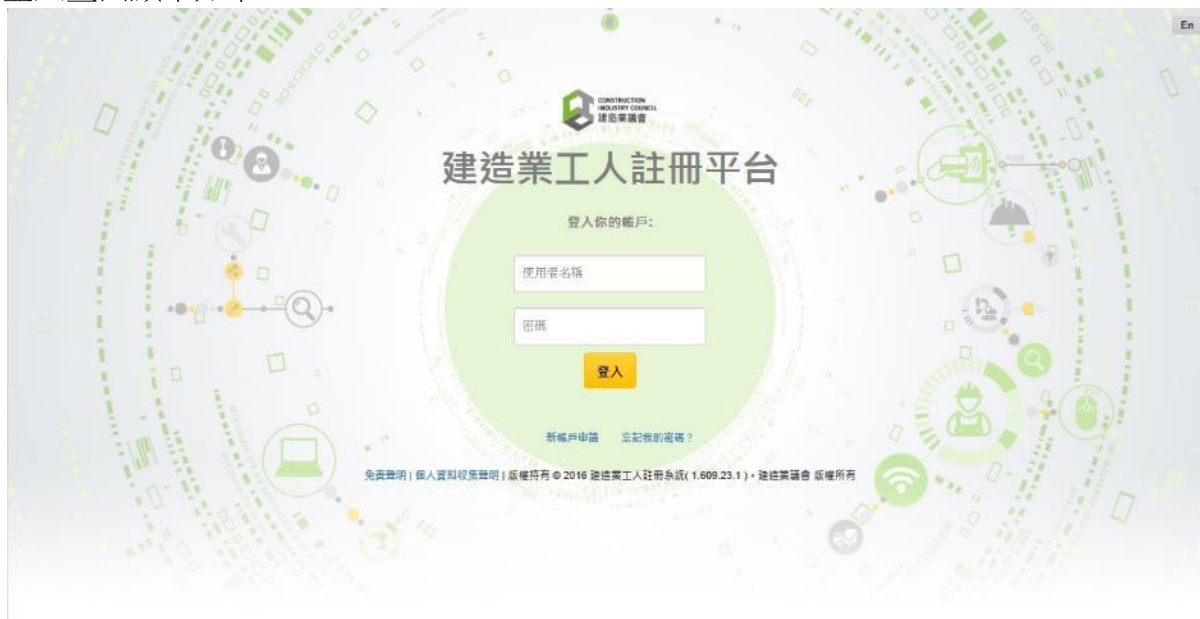 En
CONSTRUCTION
INDUSTRY COUNCIL
建造業議會
建造業工人註冊平台
登入你的帳戶:
使用者名稱
密碼
登入
新帳戶申請 忘記我的密碼？
免責聲明 | 個人資料收集聲明 | 版權持有 © 2016 建造業工人註冊系統( 1.609.23.1 )，建造業議會 版權所有